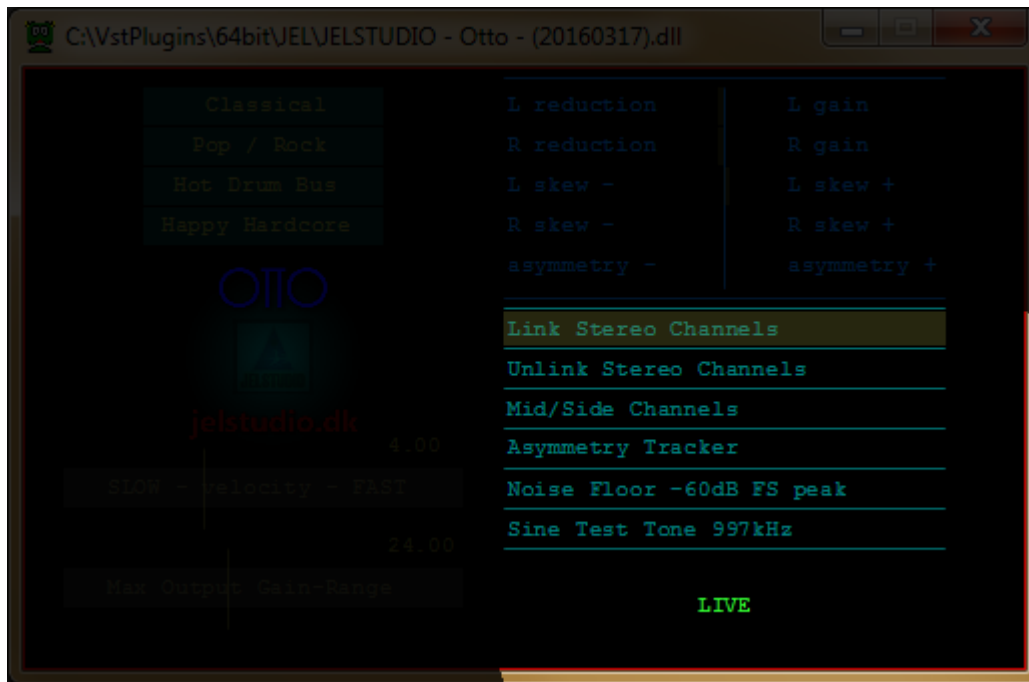 C:\VstPlugins\64bit\JEL\JELSTUDIO - Otto - (20160317).dll
Classical
Pop / Rock
Hot Drum Bus
Happy Hardcore
OTTO
JELSTUDIO
jelstudio.dk
4.00
SLOW - velocity - FAST
24.00
Max Output Gain-Range
L reduction
L gain
R reduction
R gain
L skew -
L skew +
R skew -
R skew +
asymmetry -
asymmetry +
Link Stereo Channels
Unlink Stereo Channels
Mid/Side Channels
Asymmetry Tracker
Noise Floor -60dB FS peak
Sine Test Tone 997kHz
LIVE